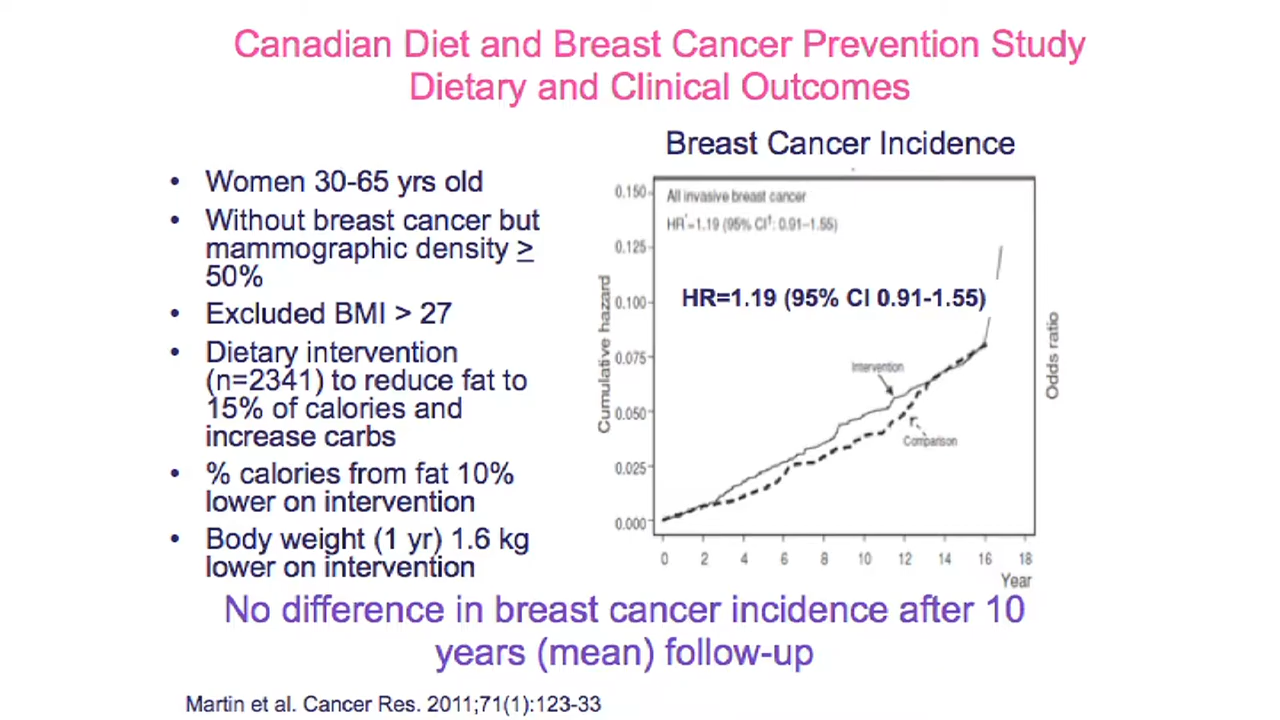 Canadian Diet and Breast Cancer Prevention Study
Dietary and Clinical Outcomes
• Women 30-65 yrs old
• Without breast cancer but
mammographic density ≥
50%
• Excluded BMI > 27
• Dietary intervention
(n=2341) to reduce fat to
15% of calories and
increase carbs
• % calories from fat 10%
lower on intervention
• Body weight (1 yr) 1.6 kg
lower on intervention
Breast Cancer Incidence
All invasive breast cancer
HR*=1.19 (95% CI†: 0.91–1.55)
HR=1.19 (95% CI 0.91-1.55)
Cumulative hazard
0.150
0.125
0.100
0.075
0.050
0.025
0.000
Intervention
Comparison
Odds ratio
0 2 4 6 8 10 12 14 16 18
Year
No difference in breast cancer incidence after 10
years (mean) follow-up
Martin et al. Cancer Res. 2011;71(1):123-33